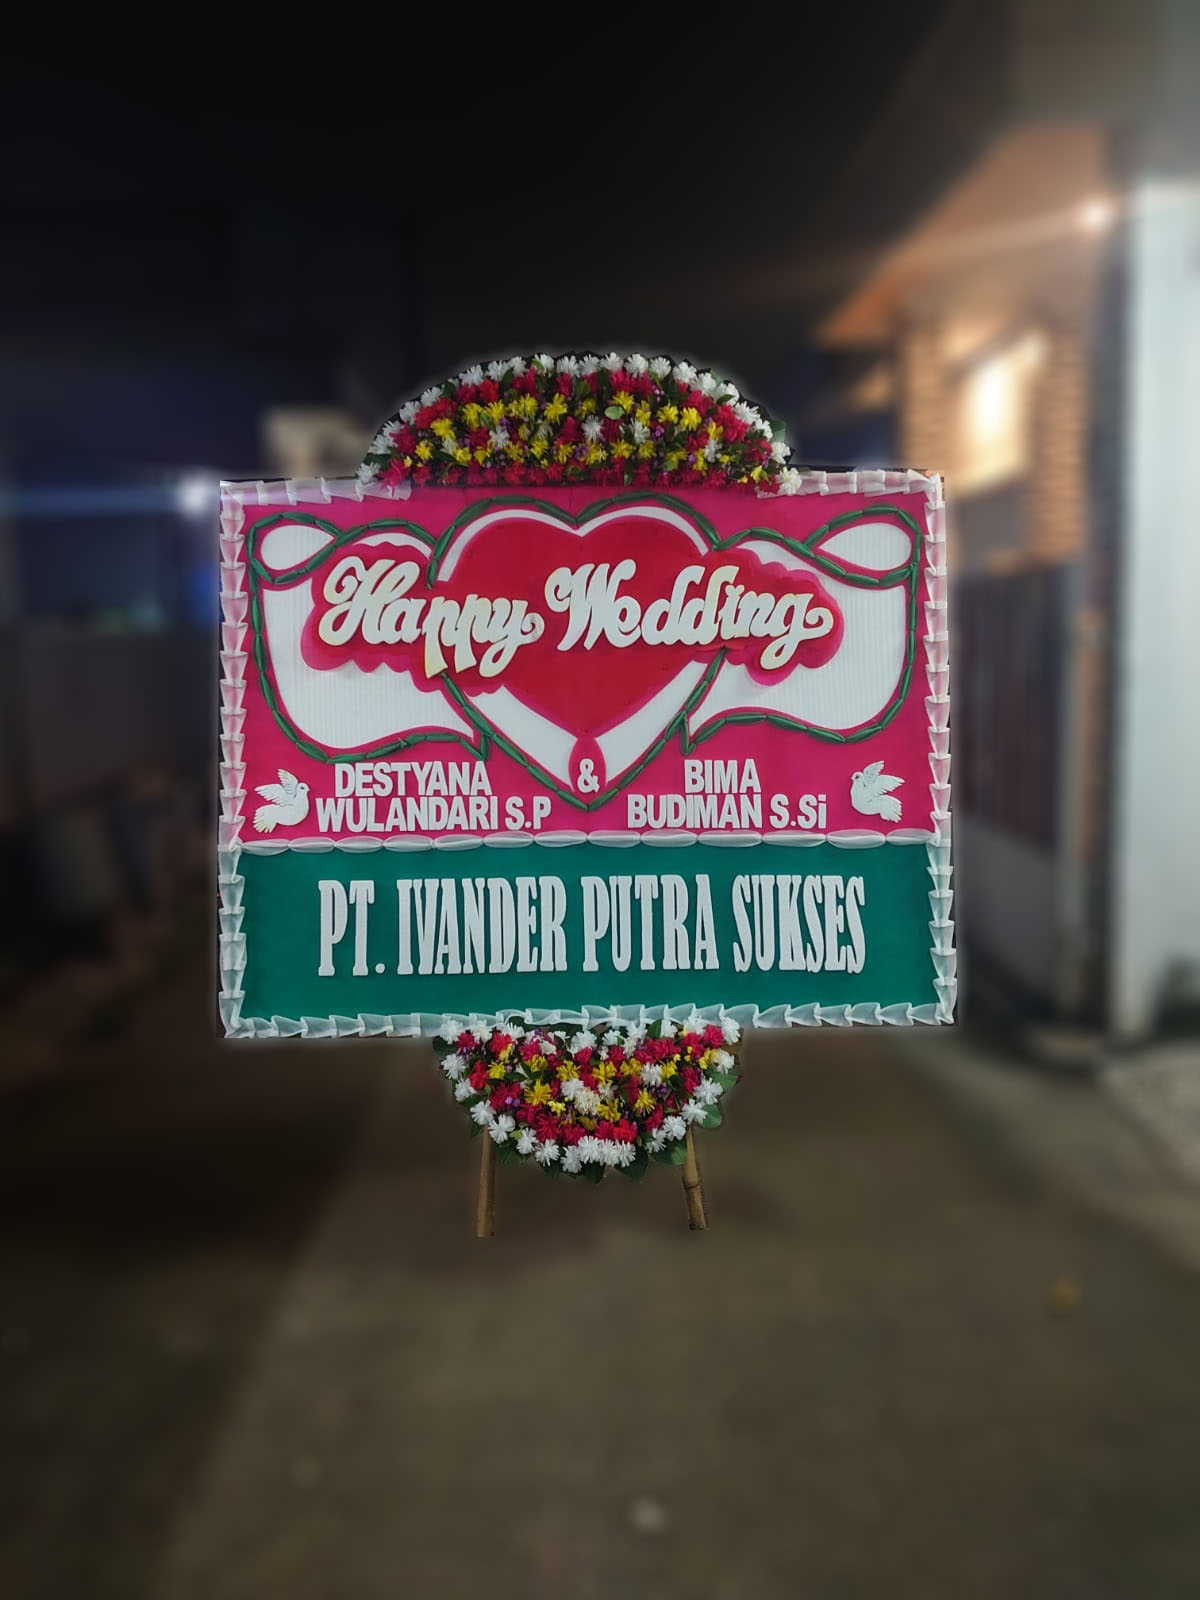 Happy Wedding
DESTYANA & BIMA
WULANDARI S.P BUDIMAN S.Si
PT. IVANDER PUTRA SUKSES